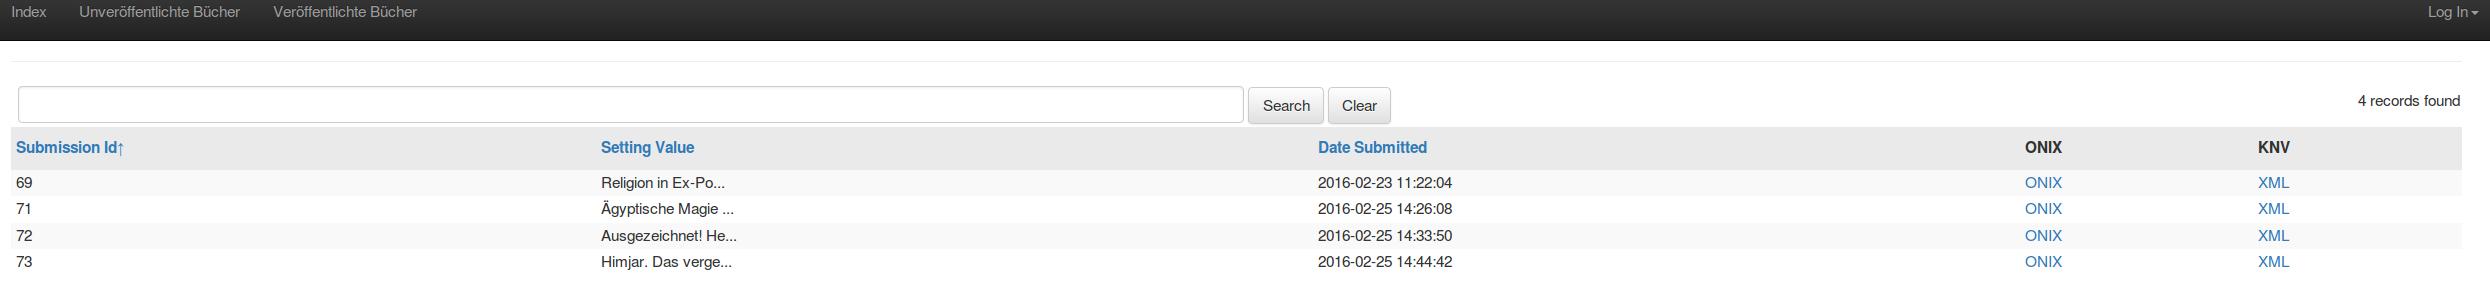 Index Unveröffentlichte Bücher Veröffentlichte Bücher Log In
Search Clear 4 records found
Submission Id↑ Setting Value Date Submitted ONIX KNV
69 Religion in Ex-Po... 2016-02-23 11:22:04 ONIX XML
71 Ägyptische Magie ... 2016-02-25 14:26:08 ONIX XML
72 Ausgezeichnet! He... 2016-02-25 14:33:50 ONIX XML
73 Himjar. Das verge... 2016-02-25 14:44:42 ONIX XML